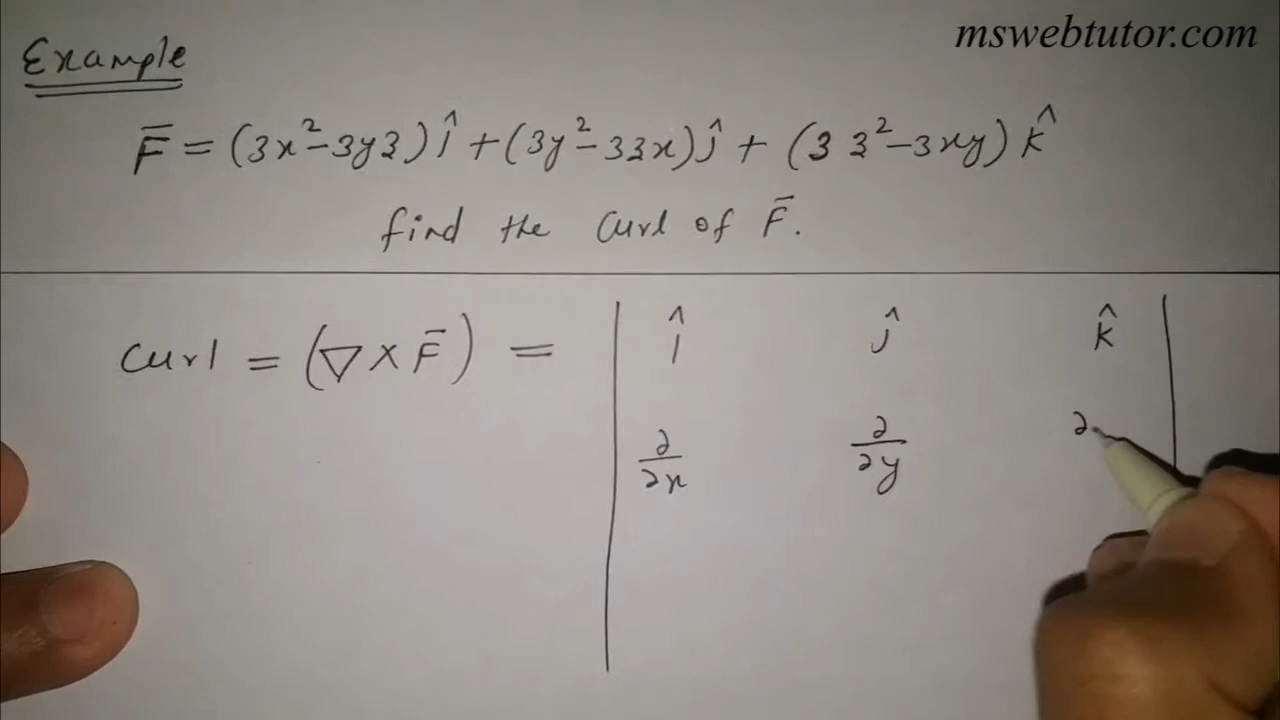 mswebtutor.com
Example
F̄ = (3x²-3yz) î + (3y²-3zx) ĵ + (3z²-3xy) k̂
find the curl of F̄.
Curl = (∇ × F̄) = | î ĵ k̂ |
∂/∂x ∂/∂y ∂